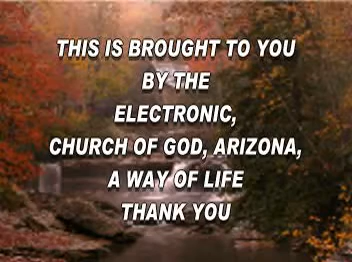 THIS IS BROUGHT TO YOU
BY THE
ELECTRONIC,
CHURCH OF GOD, ARIZONA,
A WAY OF LIFE
THANK YOU